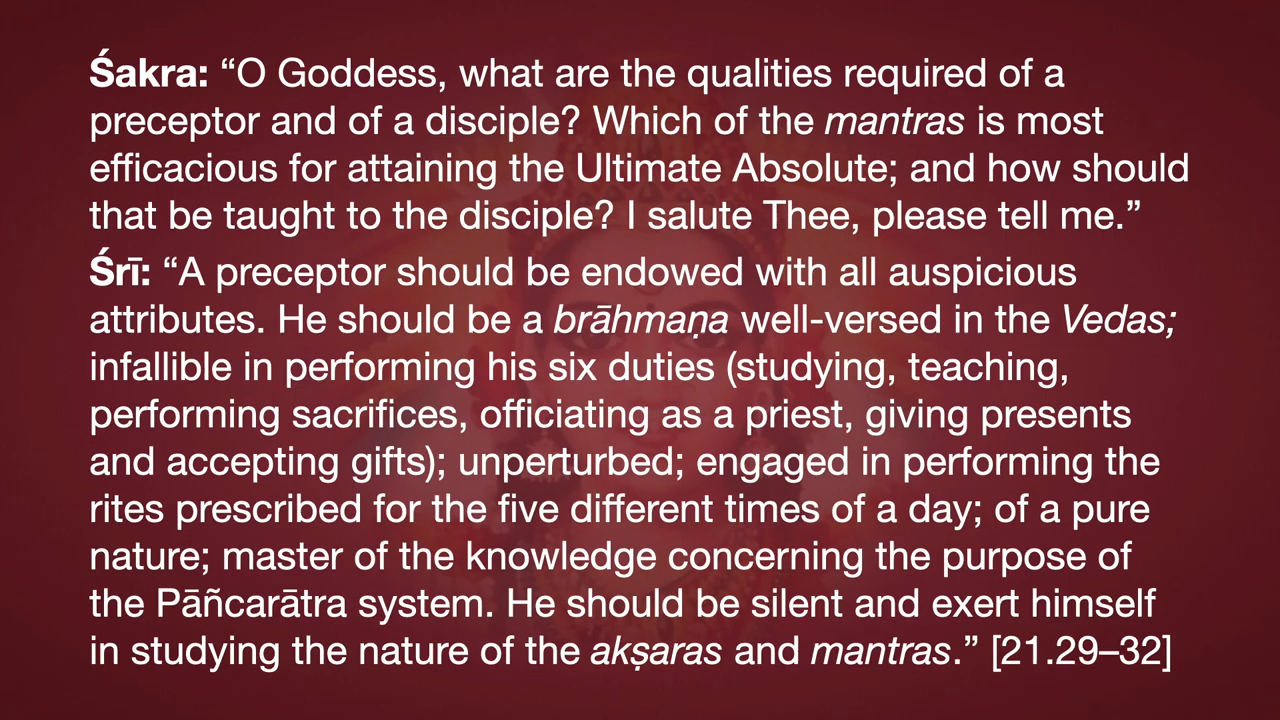 Śakra: “O Goddess, what are the qualities required of a
preceptor and of a disciple? Which of the mantras is most
efficacious for attaining the Ultimate Absolute; and how should
that be taught to the disciple? I salute Thee, please tell me.”
Śrī: “A preceptor should be endowed with all auspicious
attributes. He should be a brāhmaṇa well-versed in the Vedas;
infallible in performing his six duties (studying, teaching,
performing sacrifices, officiating as a priest, giving presents
and accepting gifts); unperturbed; engaged in performing the
rites prescribed for the five different times of a day; of a pure
nature; master of the knowledge concerning the purpose of
the Pāñcarātra system. He should be silent and exert himself
in studying the nature of the akṣaras and mantras.” [21.29–32]